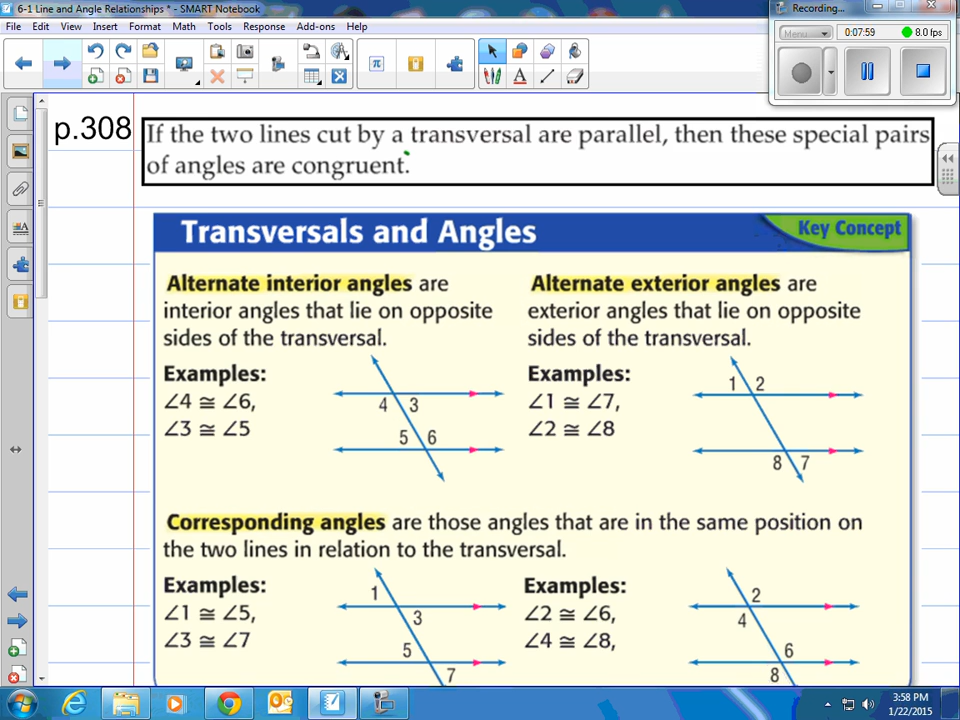 6-1 Line and Angle Relationships * - SMART Notebook
File Edit View Insert Format Math Tools Response Add-ons Help
Recording...
Menu
0:07:59
8.0 fps
p.308
If the two lines cut by a transversal are parallel, then these special pairs
of angles are congruent.
Transversals and Angles
Key Concept
Alternate interior angles are
interior angles that lie on opposite
sides of the transversal.
Examples:
∠4 ≅ ∠6,
∠3 ≅ ∠5
4 3
5 6
Alternate exterior angles are
exterior angles that lie on opposite
sides of the transversal.
Examples:
∠1 ≅ ∠7,
∠2 ≅ ∠8
1 2
8 7
Corresponding angles are those angles that are in the same position on
the two lines in relation to the transversal.
Examples:
∠1 ≅ ∠5,
∠3 ≅ ∠7
1
3
5
7
Examples:
∠2 ≅ ∠6,
∠4 ≅ ∠8,
2
4
6
8
3:58 PM
1/22/2015